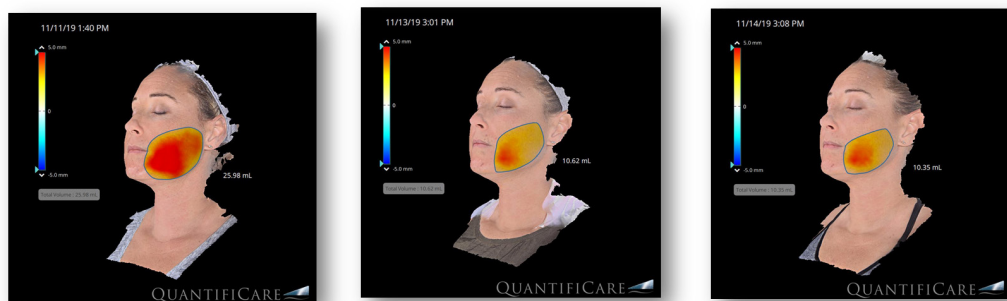 11/11/19 1:40 PM
5.0 mm
0
-5.0 mm
25.98 mL
Total Volume : 25.98 mL
QUANTIFICARE
11/13/19 3:01 PM
5.0 mm
0
-5.0 mm
10.62 mL
Total Volume : 10.62 mL
QUANTIFICARE
11/14/19 3:08 PM
5.0 mm
0
-5.0 mm
10.35 mL
Total Volume : 10.35 mL
QUANTIFICARE